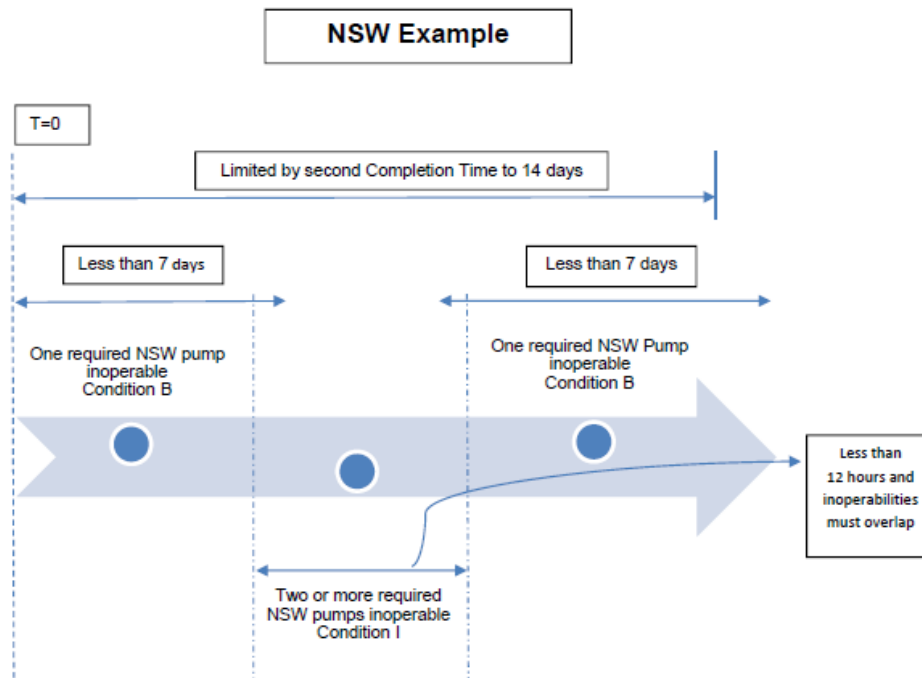 NSW Example
T=0
Limited by second Completion Time to 14 days
Less than 7 days
Less than 7 days
One required NSW pump
inoperable
Condition B
One required NSW Pump
inoperable
Condition B
Less than
12 hours and
inoperabilities
must overlap
Two or more required
NSW pumps inoperable
Condition I